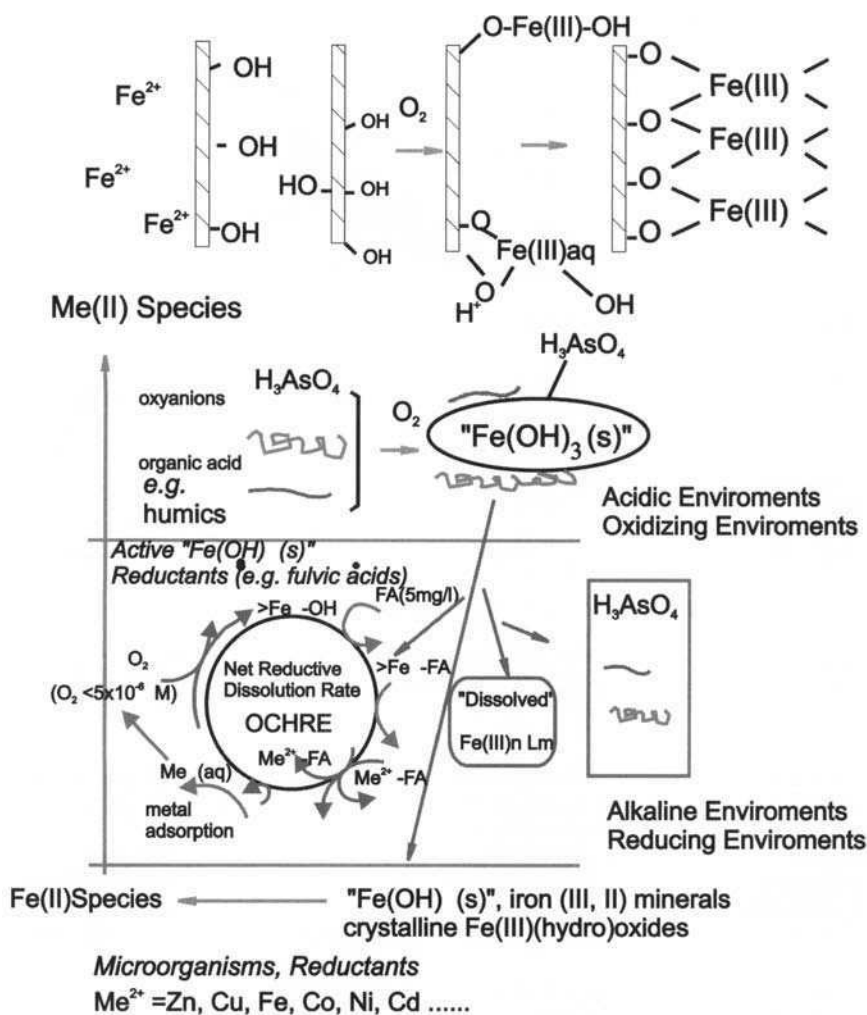 O-Fe(III)-OH
OH
Fe²⁺
OH
Fe²⁺
Fe²⁺
OH
OH
HO
OH
OH
O₂
O
Fe(III)aq
O
H⁺
OH
O
O
O
O
Fe(III)
Fe(III)
Fe(III)
Me(II) Species
oxyanions
H₃AsO₄
organic acid
e.g.
humics
O₂
H₃AsO₄
"Fe(OH)₃ (s)"
Acidic Enviroments
Oxidizing Enviroments
Active "Fe(OH) (s)"
Reductants (e.g. fulvic acids)
>Fe -OH
FA(5mg/l)
O₂
(O₂ <5x10⁻⁶ M)
Net Reductive
Dissolution Rate
OCHRE
Me²⁺ -FA
>Fe -FA
Me²⁺ -FA
Me (aq)
metal
adsorption
"Dissolved"
Fe(III)n Lm
H₃AsO₄
Alkaline Enviroments
Reducing Enviroments
Fe(II)Species
"Fe(OH) (s)", iron (III, II) minerals
crystalline Fe(III)(hydro)oxides
Microorganisms, Reductants
Me²⁺ =Zn, Cu, Fe, Co, Ni, Cd ......